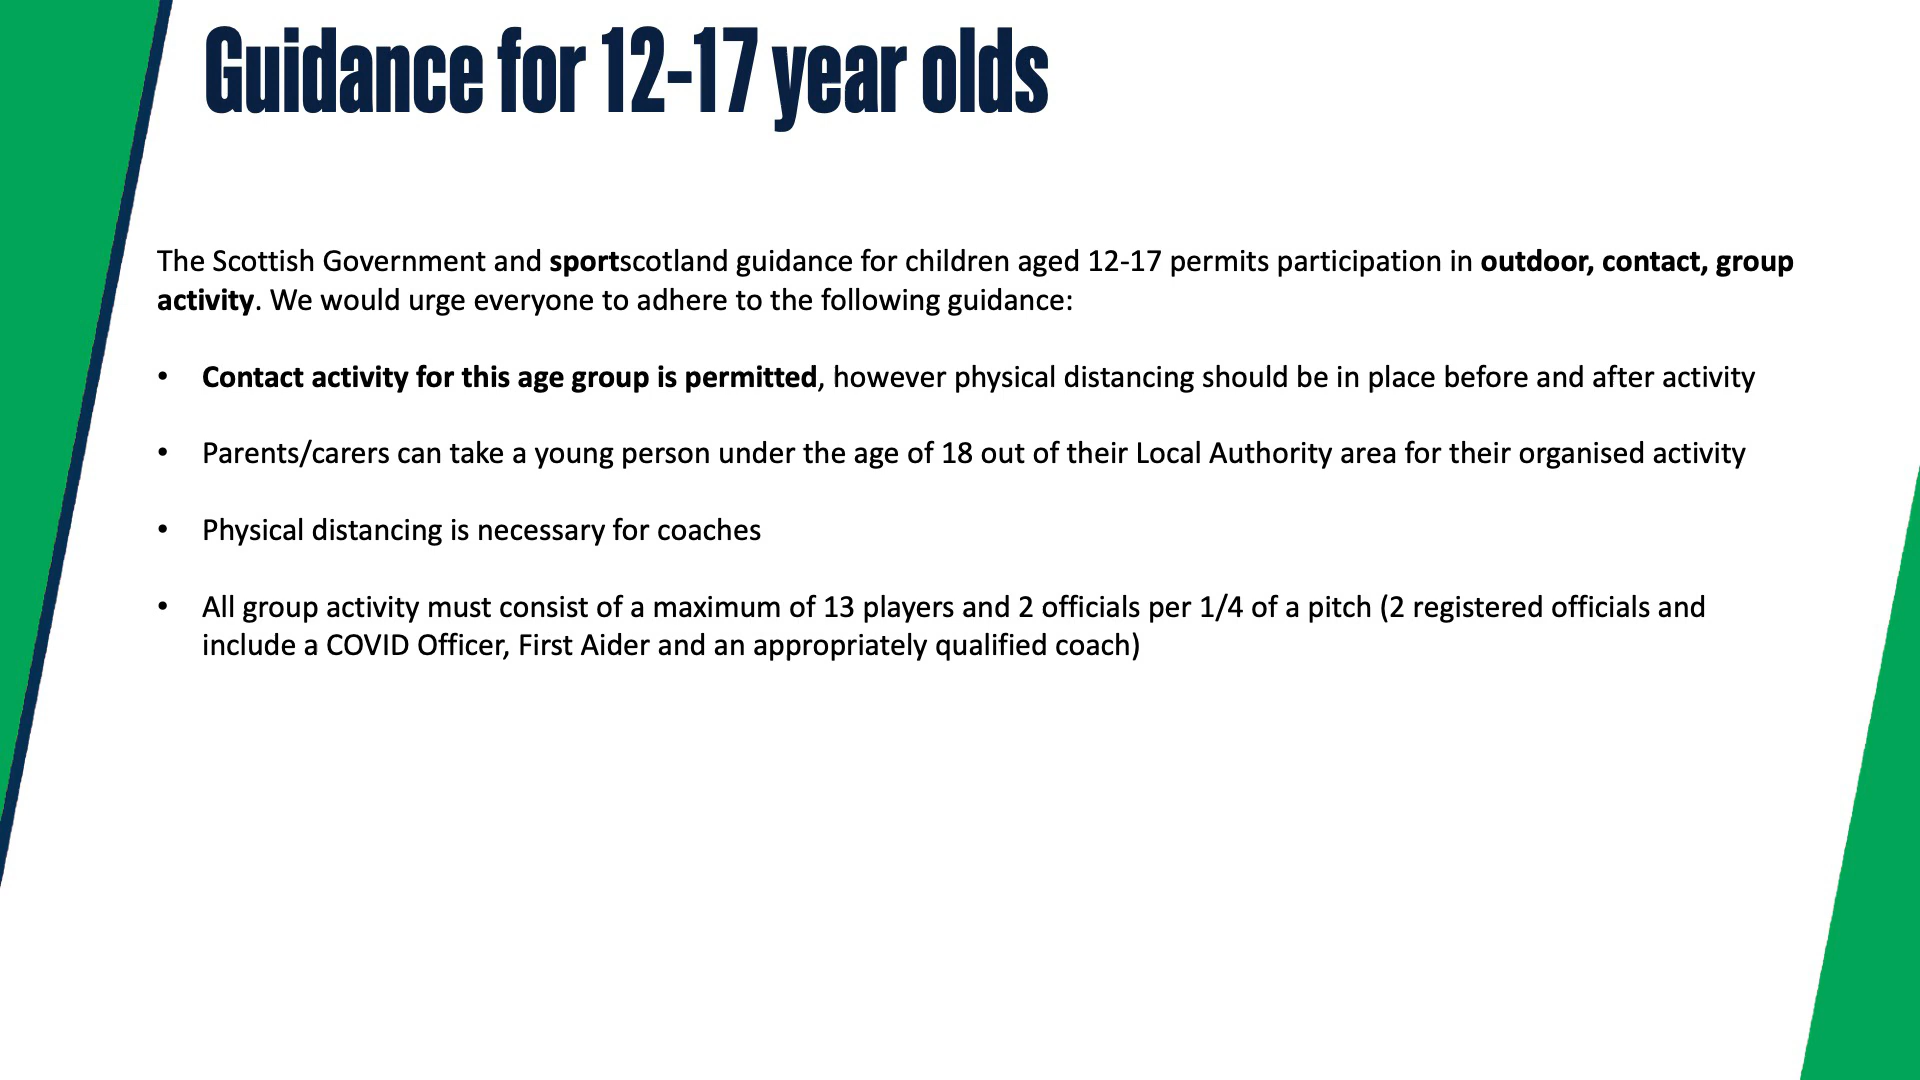 Guidance for 12-17 year olds
The Scottish Government and sportscotland guidance for children aged 12-17 permits participation in outdoor, contact, group
activity. We would urge everyone to adhere to the following guidance:
• Contact activity for this age group is permitted, however physical distancing should be in place before and after activity
• Parents/carers can take a young person under the age of 18 out of their Local Authority area for their organised activity
• Physical distancing is necessary for coaches
• All group activity must consist of a maximum of 13 players and 2 officials per 1/4 of a pitch (2 registered officials and
include a COVID Officer, First Aider and an appropriately qualified coach)